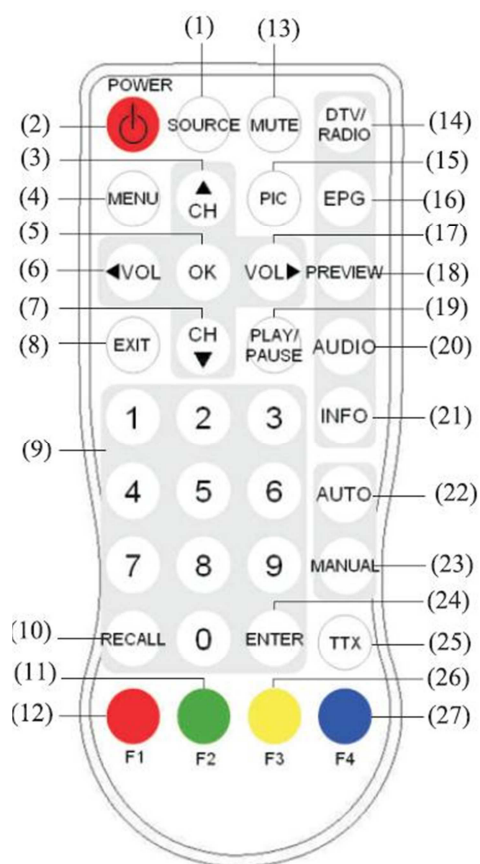 (1) (13)
POWER
(2) SOURCE MUTE DTV/ (14)
RADIO
(3) (15)
(4) MENU ▲ PIC EPG (16)
CH
(5) (17)
(6) ◀VOL OK VOL▶ PREVIEW (18)
(7) (19)
(8) EXIT CH PLAY/ AUDIO (20)
▼ PAUSE
1 2 3 INFO (21)
(9)
4 5 6 AUTO (22)
7 8 9 MANUAL (23)
(24)
(10) RECALL 0 ENTER TTX (25)
(11) (26)
(12) (27)
F1 F2 F3 F4